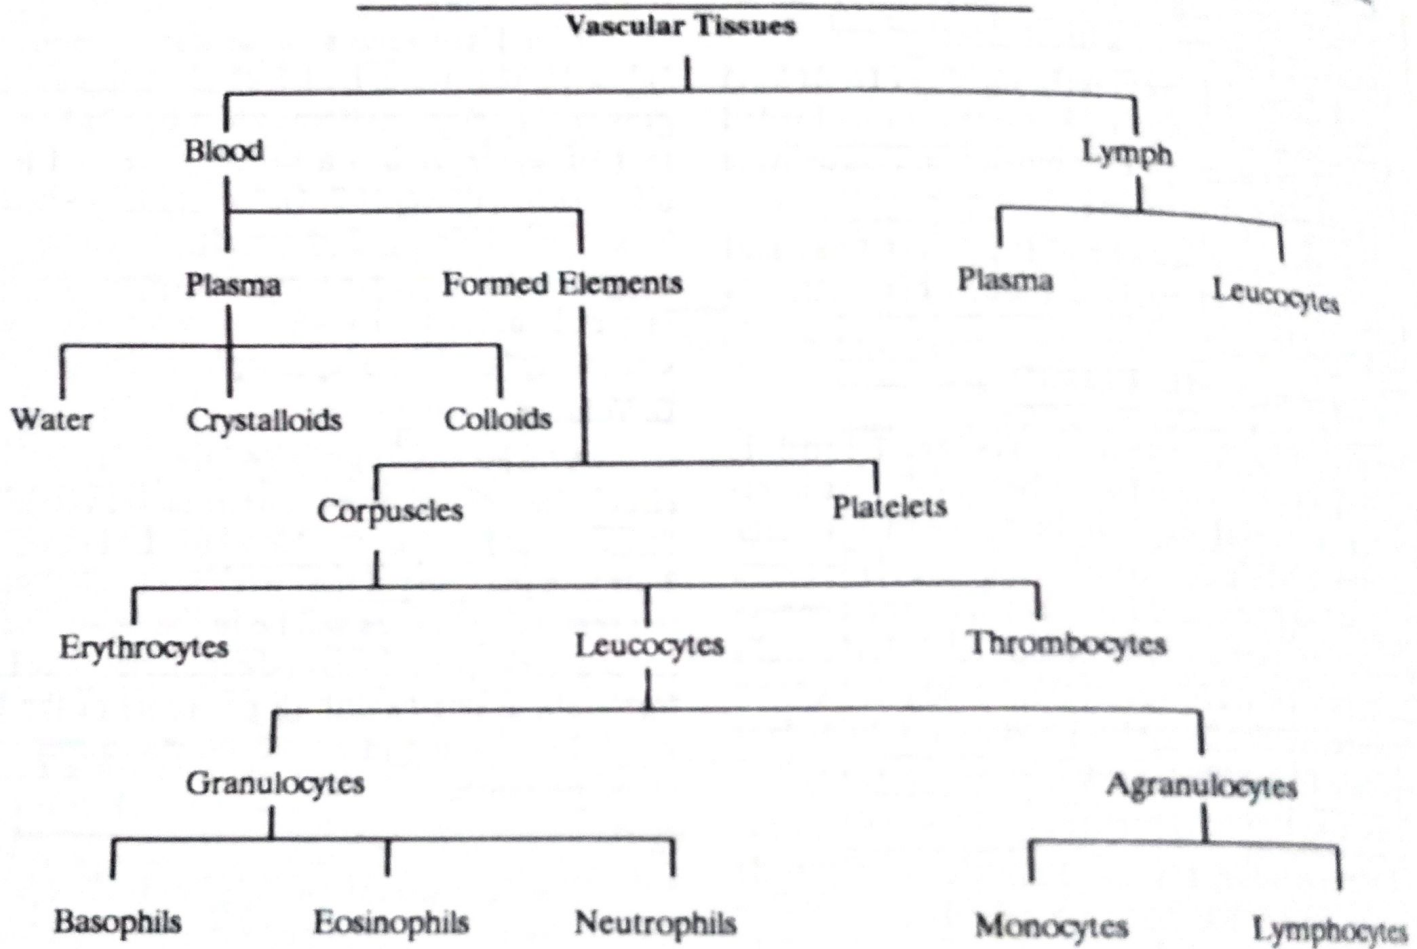 Vascular Tissues
Blood Lymph
Plasma Formed Elements Plasma Leucocytes
Water Crystalloids Colloids
Corpuscles Platelets
Erythrocytes Leucocytes Thrombocytes
Granulocytes Agranulocytes
Basophils Eosinophils Neutrophils Monocytes Lymphocytes